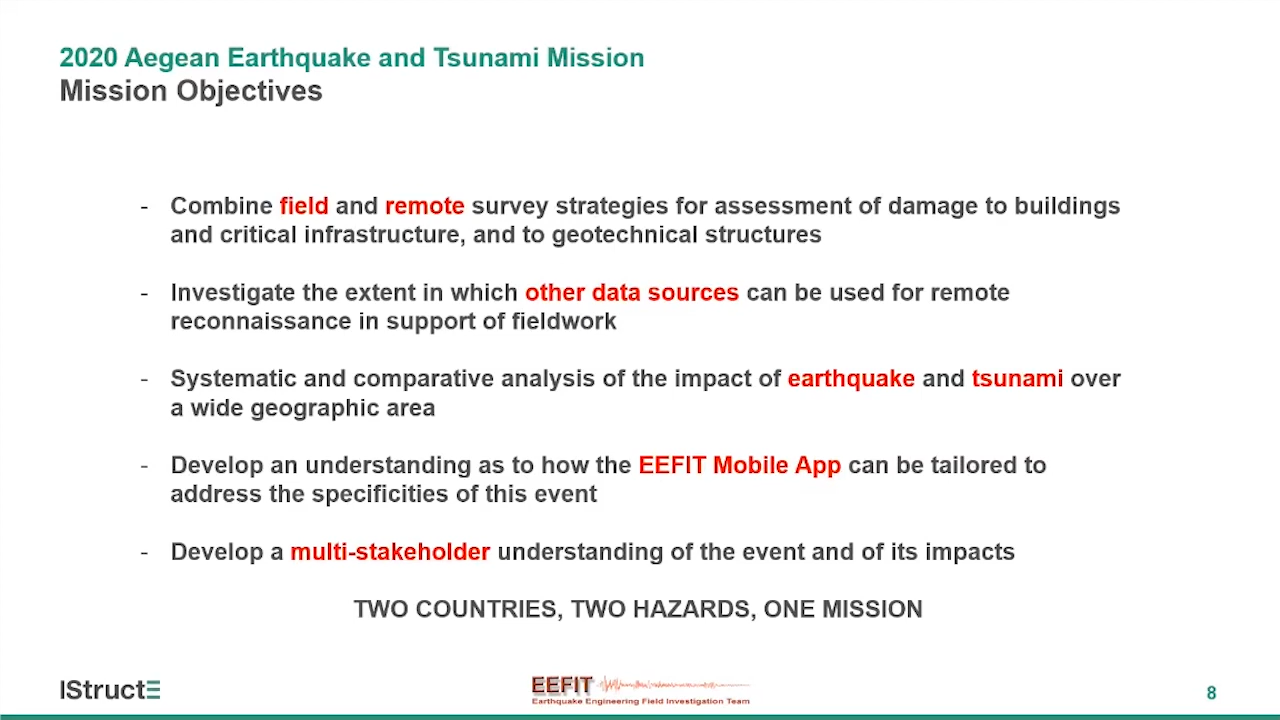 2020 Aegean Earthquake and Tsunami Mission
Mission Objectives
- Combine field and remote survey strategies for assessment of damage to buildings
and critical infrastructure, and to geotechnical structures
- Investigate the extent in which other data sources can be used for remote
reconnaissance in support of fieldwork
- Systematic and comparative analysis of the impact of earthquake and tsunami over
a wide geographic area
- Develop an understanding as to how the EEFIT Mobile App can be tailored to
address the specificities of this event
- Develop a multi-stakeholder understanding of the event and of its impacts
TWO COUNTRIES, TWO HAZARDS, ONE MISSION
IStructE
EEFIT
Earthquake Engineering Field Investigation Team
8